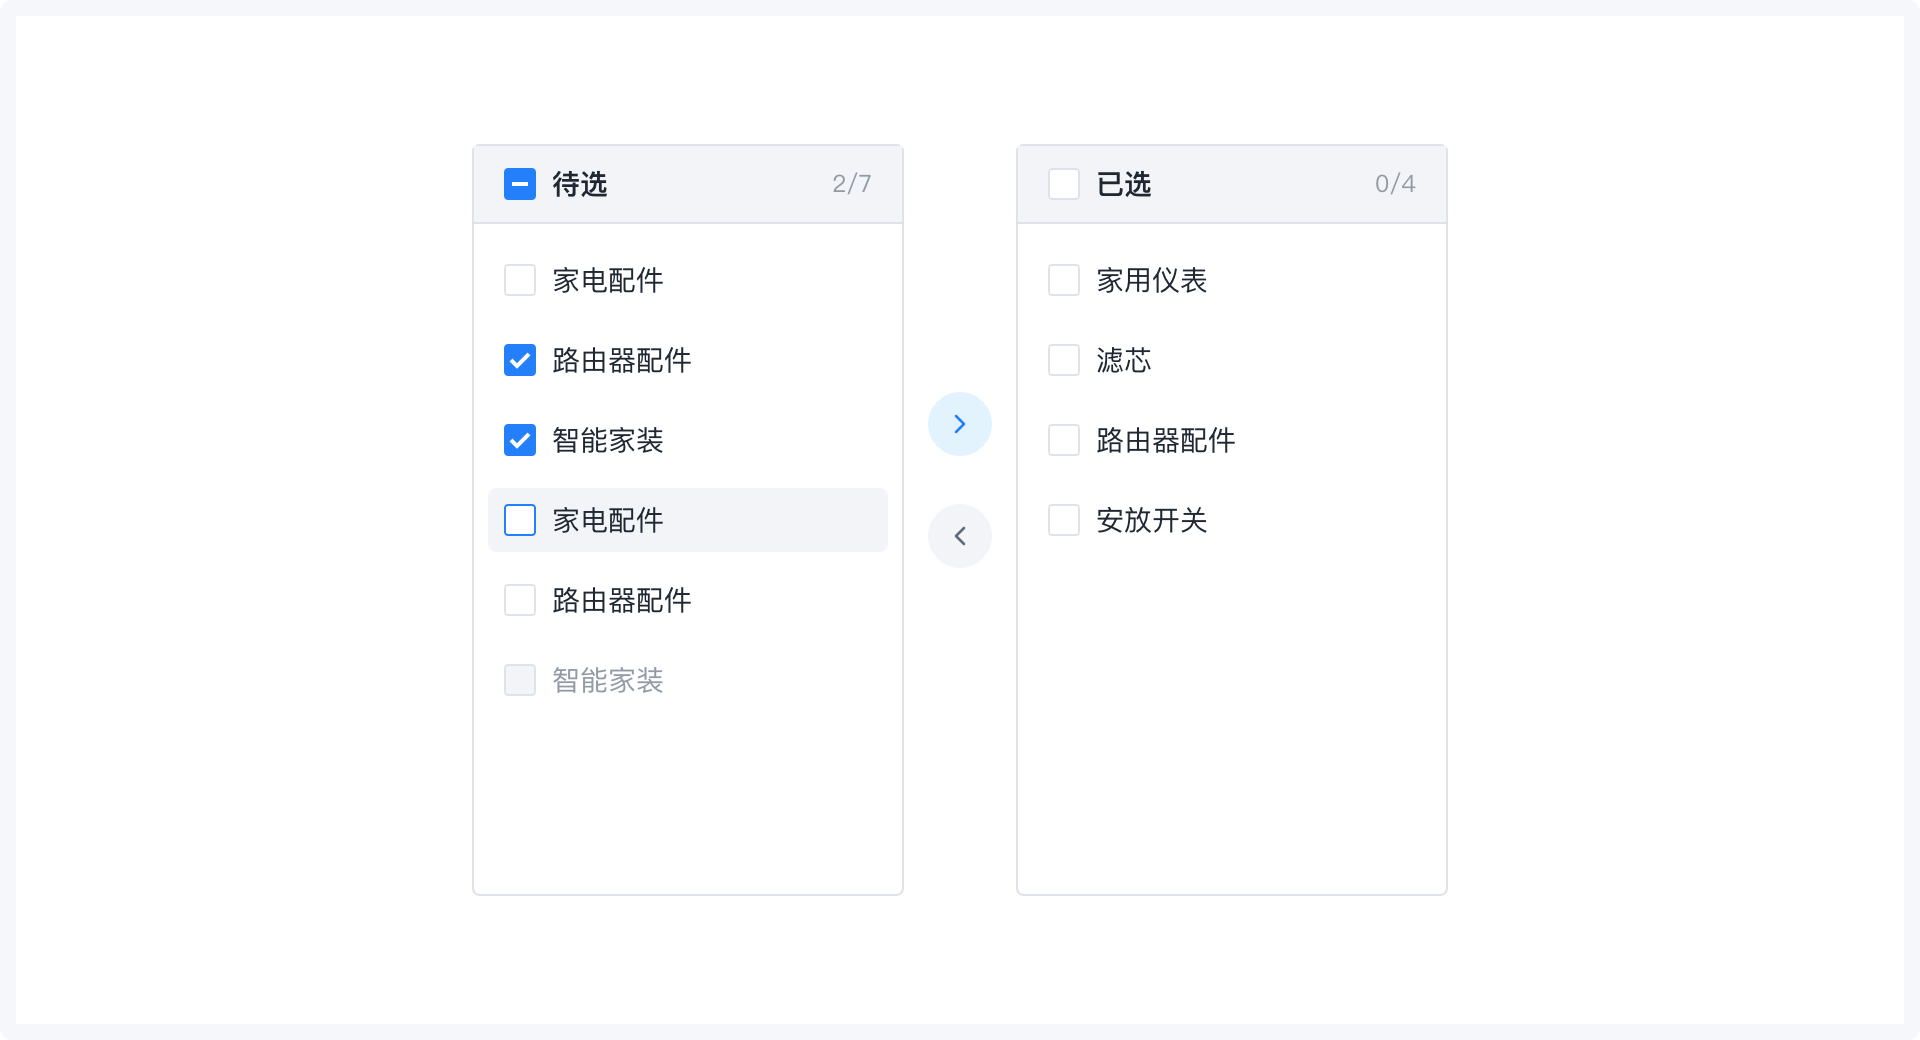 待选 2/7
家电配件
路由器配件
智能家装
家电配件
路由器配件
智能家装
已选 0/4
家用仪表
滤芯
路由器配件
安放开关